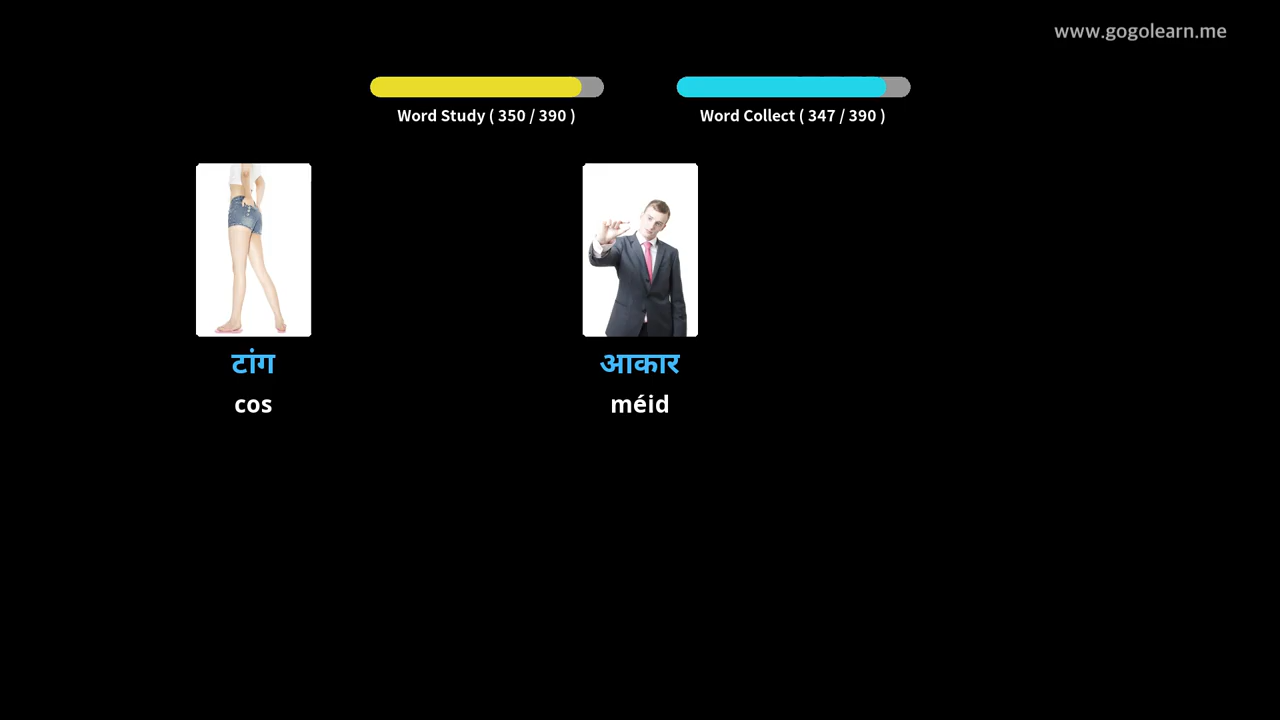 www.gogolearn.me
Word Study ( 350 / 390 )
Word Collect ( 347 / 390 )
टांग
आकार
cos
méid